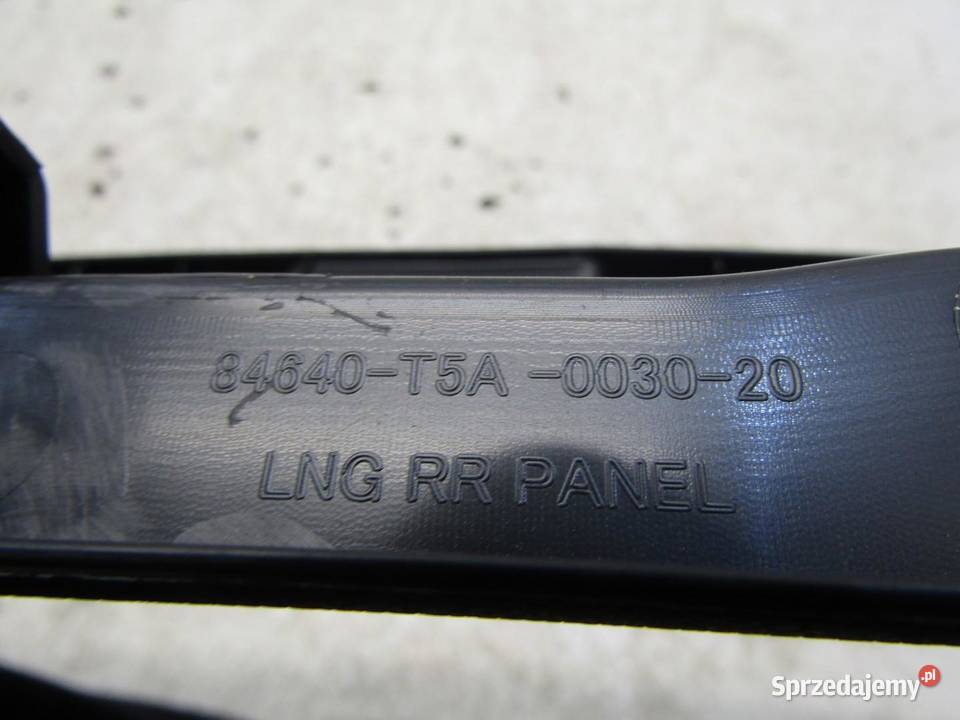 84640-T5A -0030-20
LNG RR PANEL
Sprzedajemy.pl